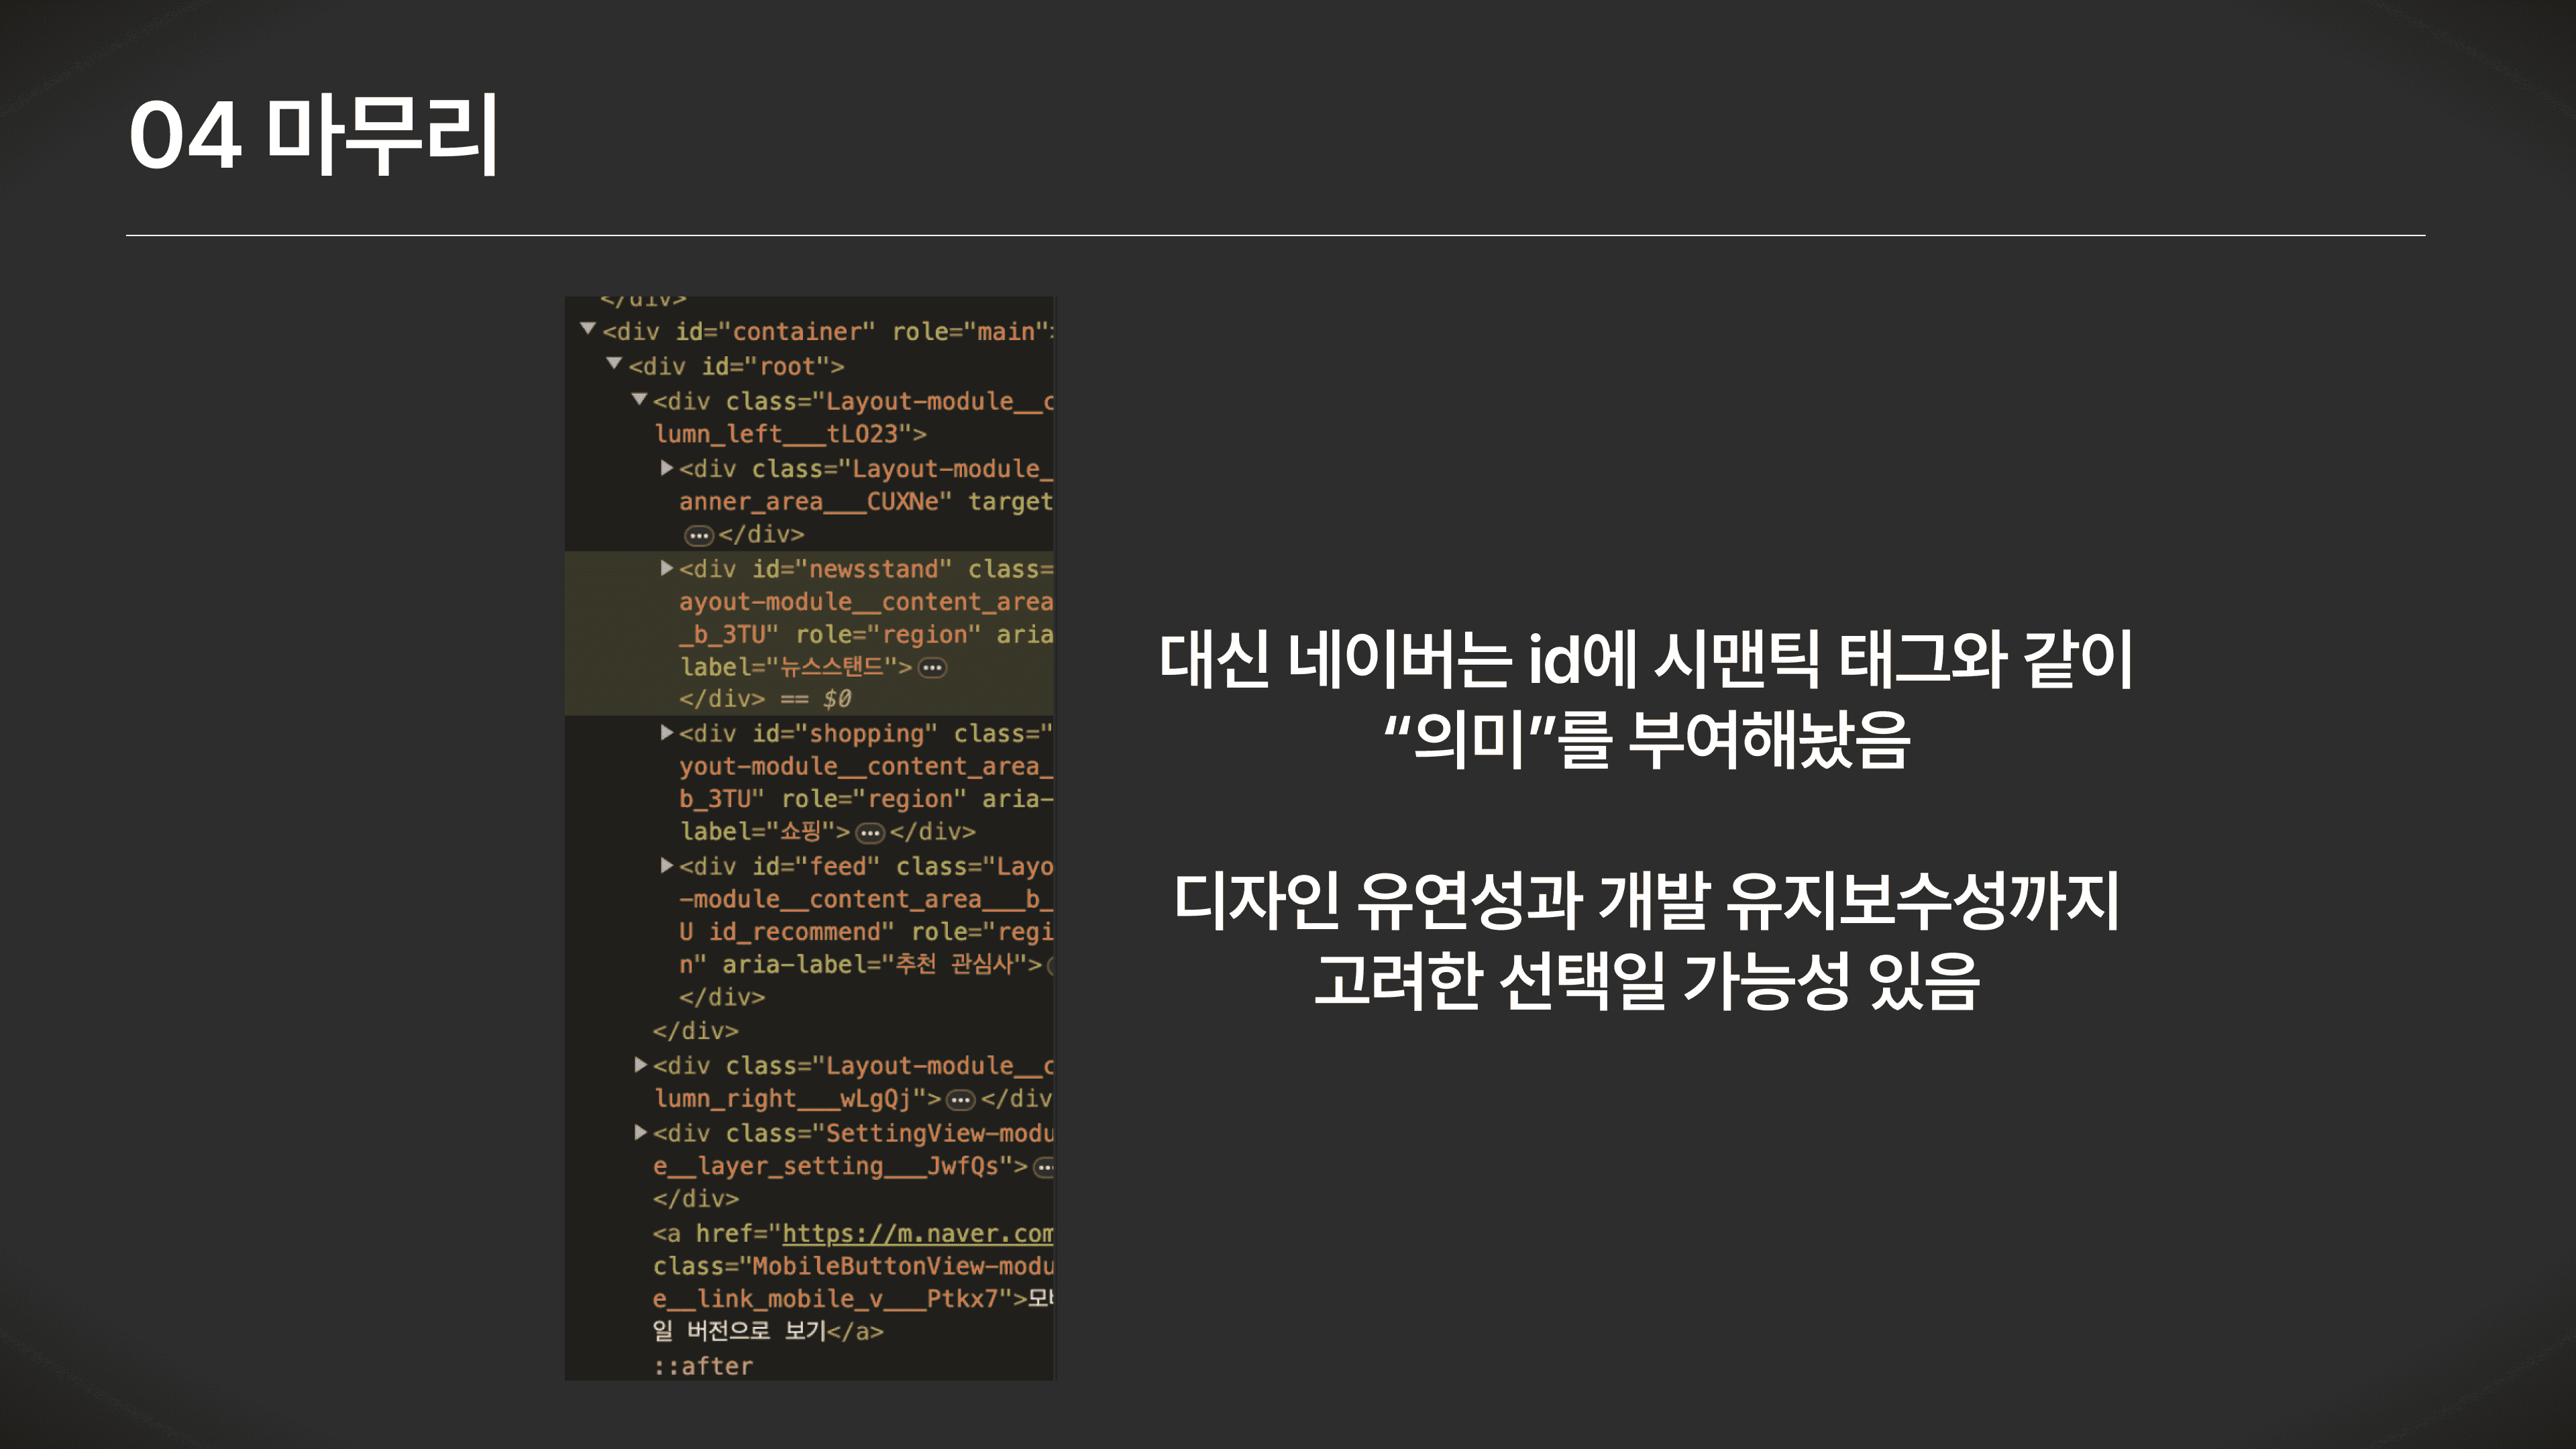 04 마무리
</div>
<div id="container" role="main">
<div id="root">
<div class="Layout-module__c
lumn_left___tLO23">
<div class="Layout-module_
anner_area___CUXNe" target
</div>
<div id="newsstand" class=
ayout-module__content_area
_b_3TU" role="region" aria
label="뉴스스탠드">
</div> == $0
<div id="shopping" class="
yout-module__content_area_
b_3TU" role="region" aria-
label="쇼핑"></div>
<div id="feed" class="Layo
-module__content_area___b_
U id_recommend" role="regi
n" aria-label="추천 관심사">
</div>
</div>
<div class="Layout-module__c
lumn_right___wLgQj"></div
<div class="SettingView-modu
e__layer_setting___JwfQs">
</div>
<a href="https://m.naver.com
class="MobileButtonView-modu
e__link_mobile_v___Ptkx7">모바
일 버전으로 보기</a>
::after
대신 네이버는 id에 시맨틱 태그와 같이
“의미”를 부여해놨음
디자인 유연성과 개발 유지보수성까지
고려한 선택일 가능성 있음